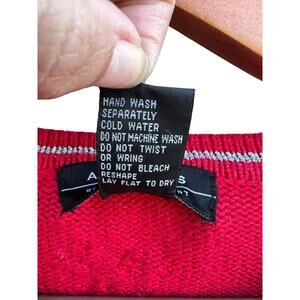 HAND WASH
SEPARATELY
COLD WATER
DO NOT MACHINE WASH
DO NOT TWIST
OR WRING
DO NOT BLEACH
RESHAPE
LAY FLAT TO DRY